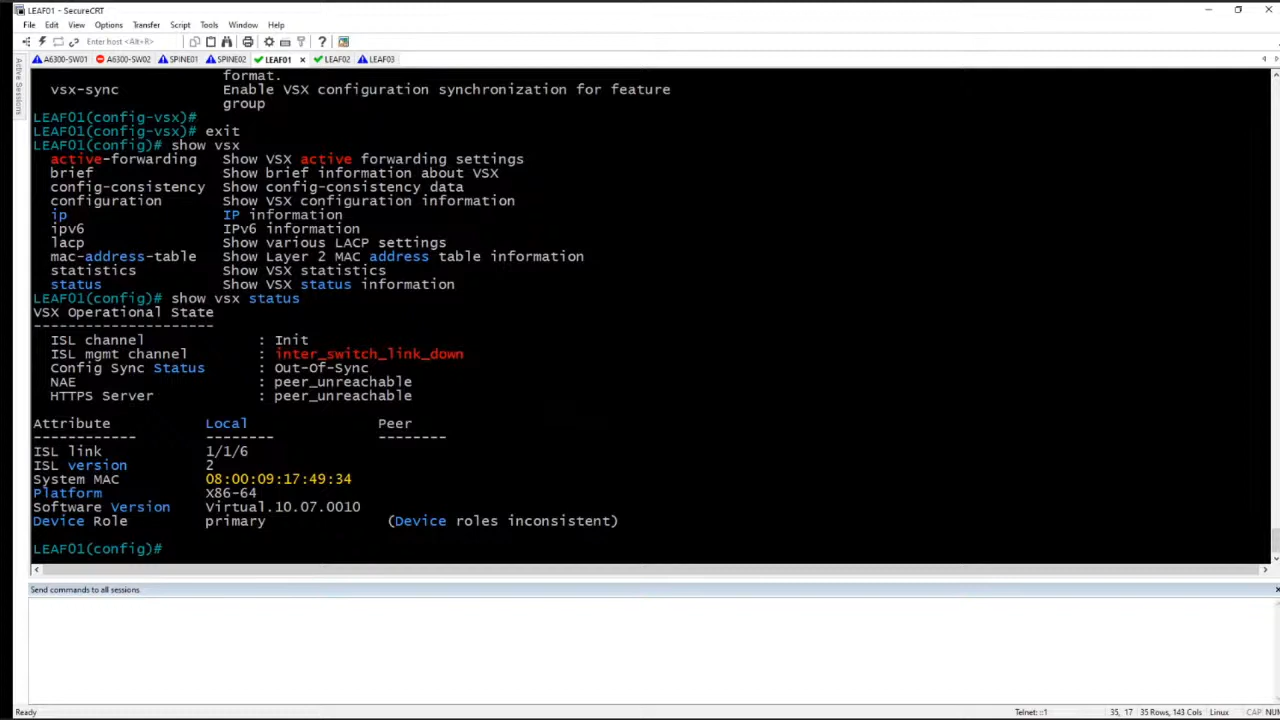 LEAF01 - SecureCRT
File Edit View Options Transfer Script Tools Window Help
Enter host <Alt+R>
A6300-SW01 A6300-SW02 SPINE01 SPINE02 LEAF01 LEAF02 LEAF03
Active Sessions
format.
vsx-sync Enable VSX configuration synchronization for feature
group
LEAF01(config-vsx)#
LEAF01(config-vsx)# exit
LEAF01(config)# show vsx
active-forwarding Show VSX active forwarding settings
brief Show brief information about VSX
config-consistency Show config-consistency data
configuration Show VSX configuration information
ip IP information
ipv6 IPv6 information
lacp Show various LACP settings
mac-address-table Show Layer 2 MAC address table information
statistics Show VSX statistics
status Show VSX status information
LEAF01(config)# show vsx status
VSX Operational State
---------------------
ISL channel : Init
ISL mgmt channel : inter_switch_link_down
Config Sync Status : Out-Of-Sync
NAE : peer_unreachable
HTTPS Server : peer_unreachable
Attribute Local Peer
------------ -------- --------
ISL link 1/1/6
ISL version 2
System MAC 08:00:09:17:49:34
Platform X86-64
Software Version Virtual.10.07.0010
Device Role primary (Device roles inconsistent)
LEAF01(config)#
Send commands to all sessions
Ready Telnet: ::1 35, 17 35 Rows, 143 Cols Linux CAP NUM